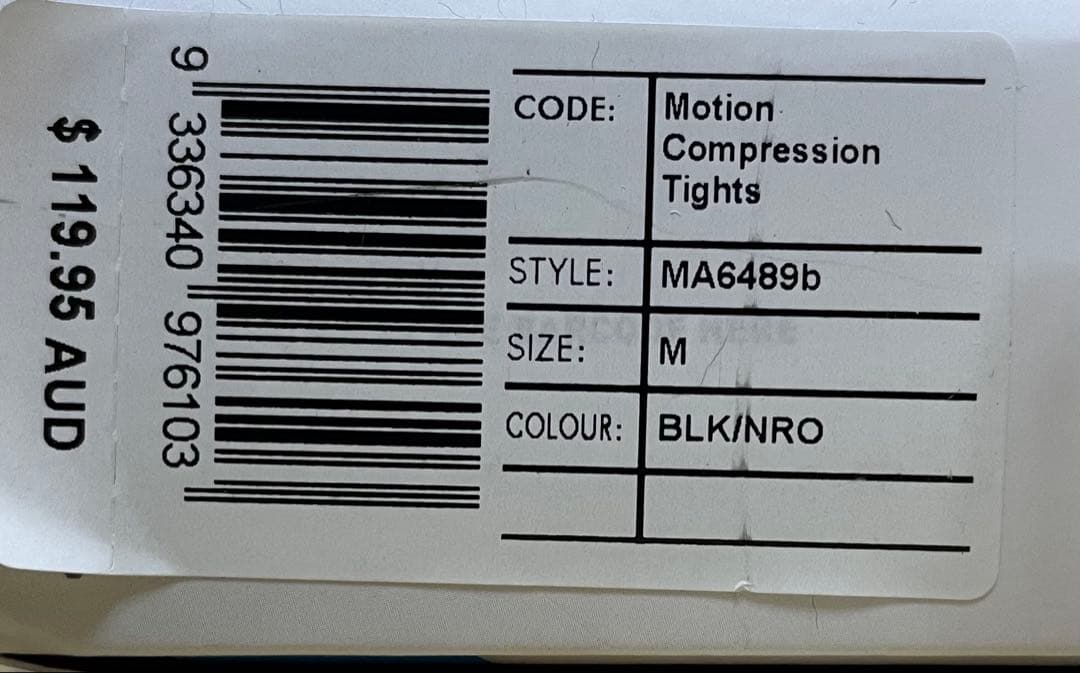 CODE: Motion
Compression
Tights
STYLE: MA6489b
SIZE: M
COLOUR: BLK/NRO
9 336340 976103
$ 119.95 AUD